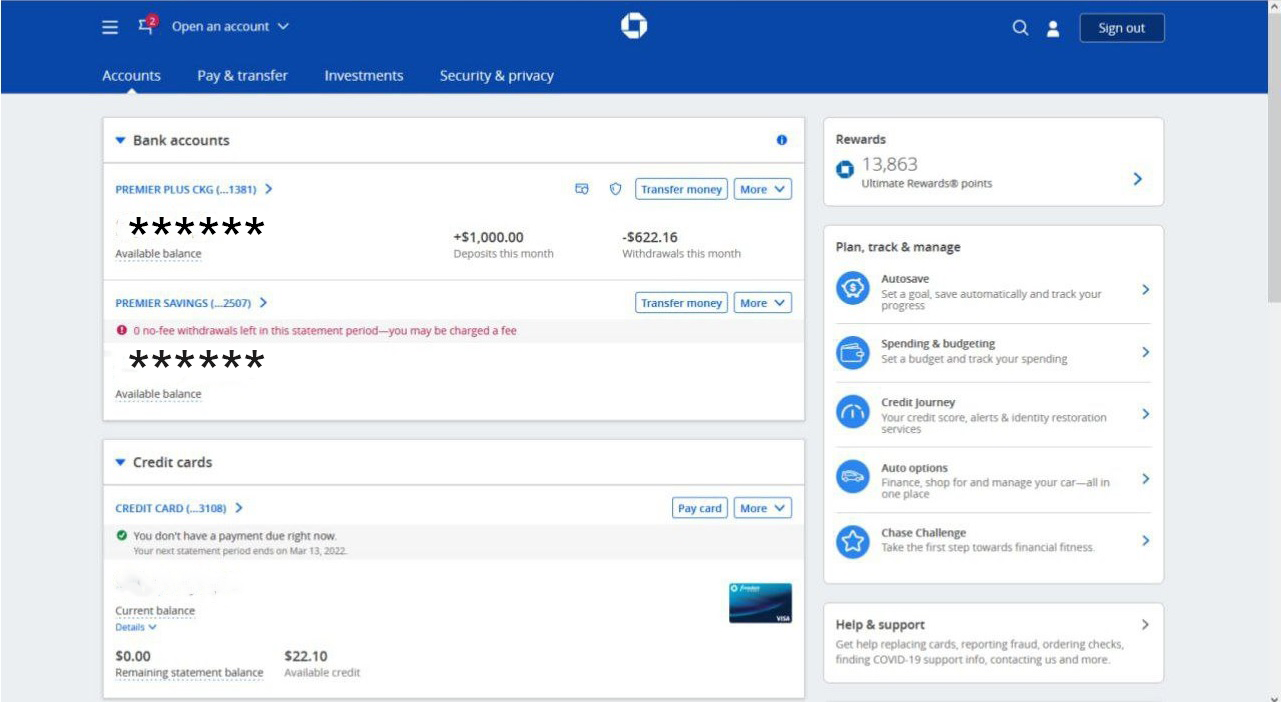 2
Open an account
Sign out
Accounts
Pay & transfer
Investments
Security & privacy
Bank accounts
PREMIER PLUS CKG (...1381)
Transfer money
More
******
Available balance
+$1,000.00
Deposits this month
-$622.16
Withdrawals this month
PREMIER SAVINGS (...2507)
Transfer money
More
0 no-fee withdrawals left in this statement period—you may be charged a fee
******
Available balance
Credit cards
CREDIT CARD (...3108)
Pay card
More
You don't have a payment due right now.
Your next statement period ends on Mar 13, 2022.
Current balance
Details
freedom
VISA
$0.00
Remaining statement balance
$22.10
Available credit
Rewards
13,863
Ultimate Rewards® points
Plan, track & manage
Autosave
Set a goal, save automatically and track your
progress
Spending & budgeting
Set a budget and track your spending
Credit Journey
Your credit score, alerts & identity restoration
services
Auto options
Finance, shop for and manage your car—all in
one place
Chase Challenge
Take the first step towards financial fitness.
Help & support
Get help replacing cards, reporting fraud, ordering checks,
finding COVID-19 support info, contacting us and more.